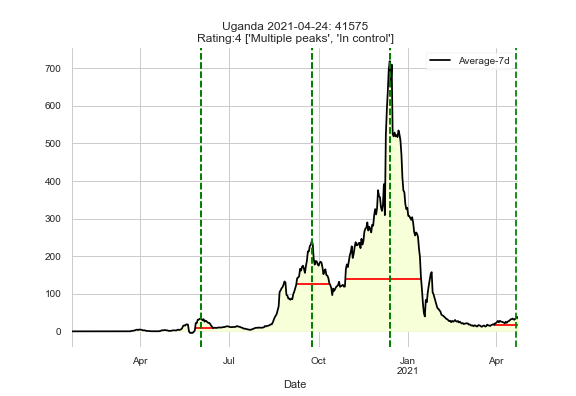 Uganda 2021-04-24: 41575
Rating:4 ['Multiple peaks', 'In control']
Average-7d
700
600
500
400
300
200
100
0
Apr
Jul
Oct
Jan
2021
Apr
Date